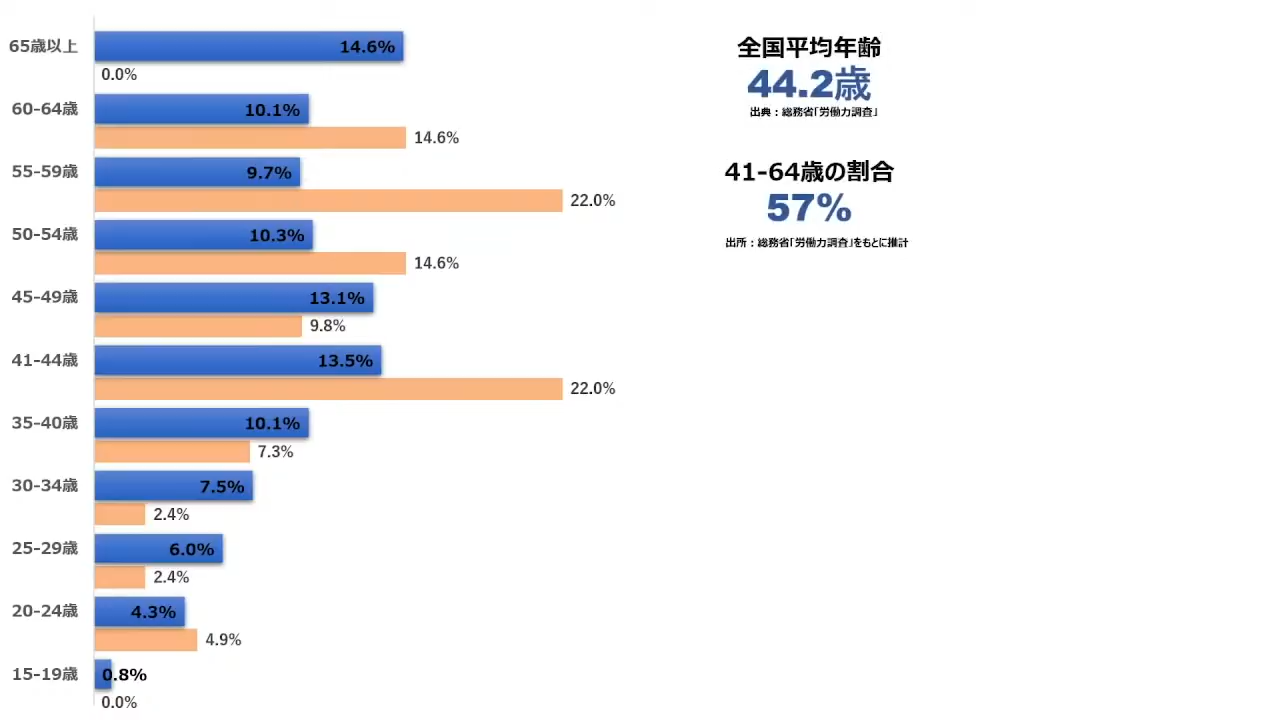 65歳以上
14.6%
0.0%
60-64歳
10.1%
14.6%
55-59歳
9.7%
22.0%
50-54歳
10.3%
14.6%
45-49歳
13.1%
9.8%
41-44歳
13.5%
22.0%
35-40歳
10.1%
7.3%
30-34歳
7.5%
2.4%
25-29歳
6.0%
2.4%
20-24歳
4.3%
4.9%
15-19歳
0.8%
0.0%
全国平均年齢
44.2歳
出典：総務省｢労働力調査｣
41-64歳の割合
57%
出所：総務省｢労働力調査｣をもとに推計